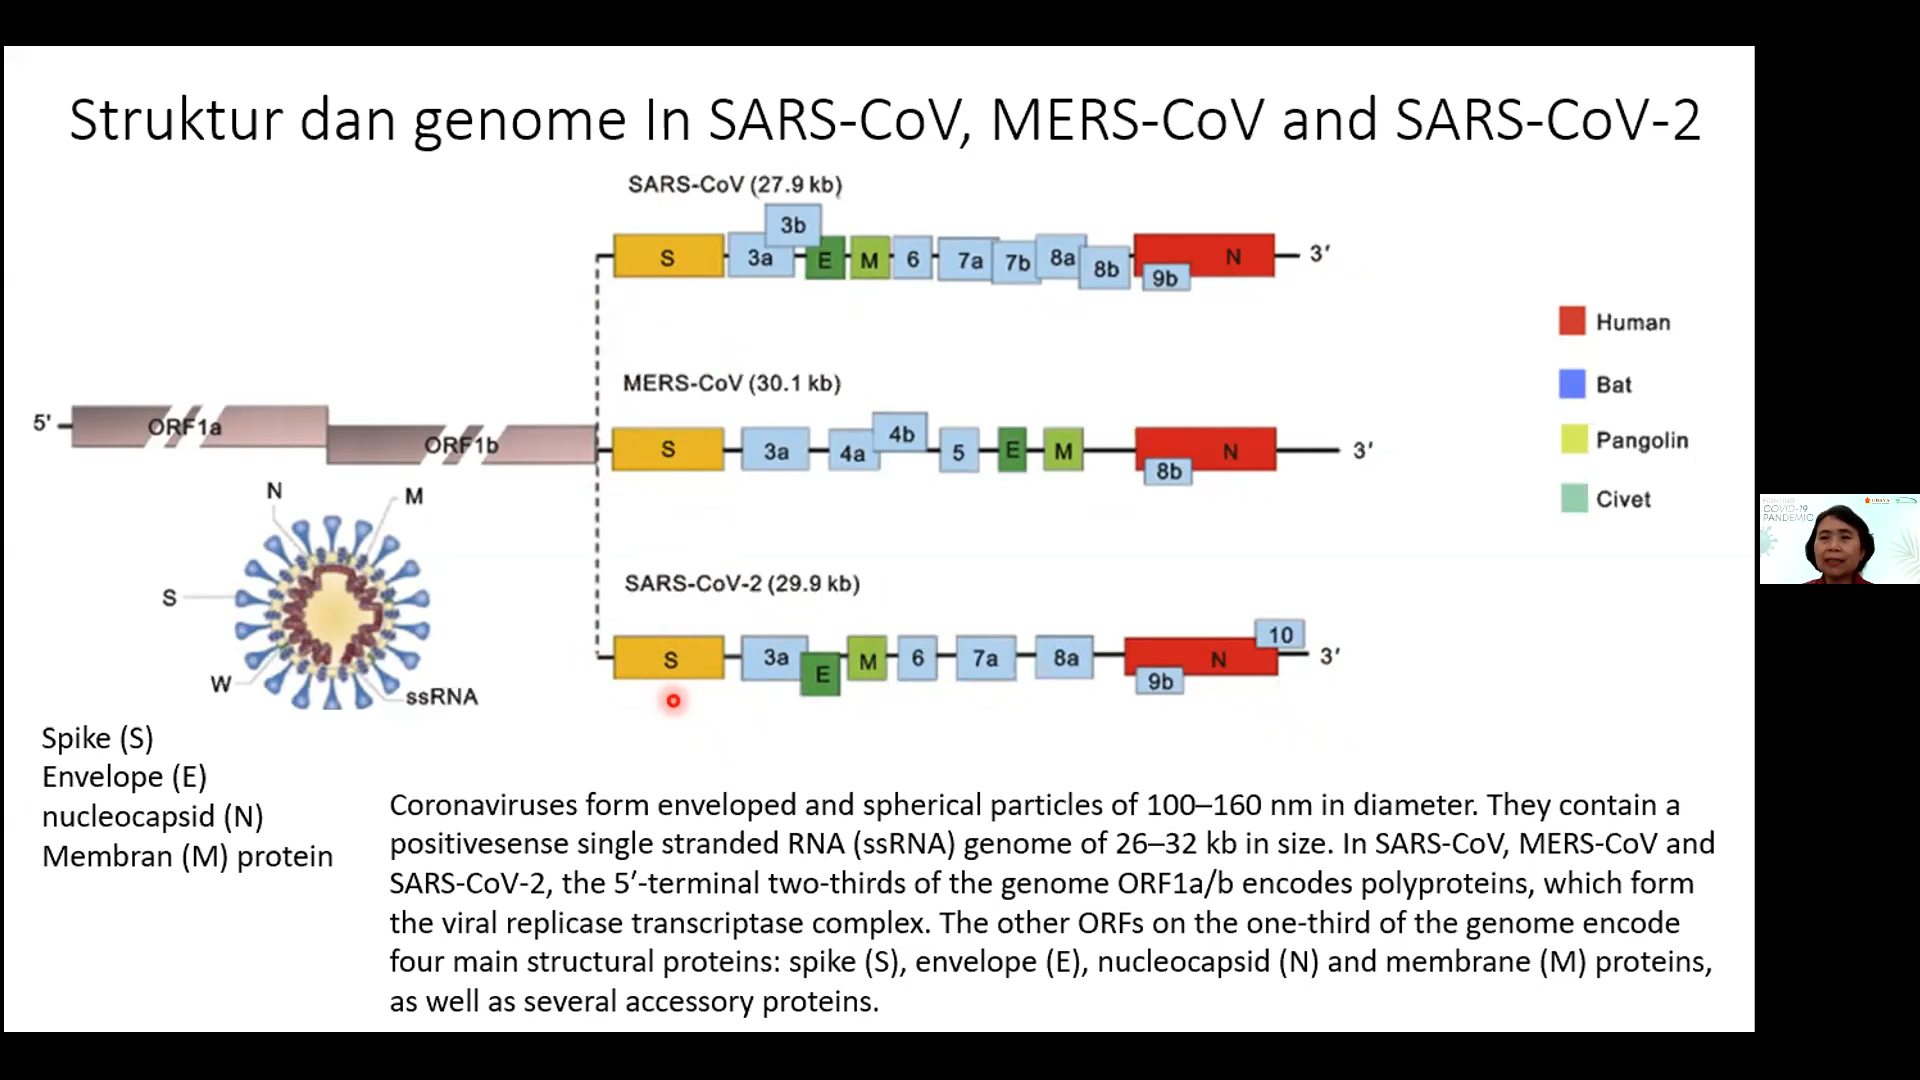 Struktur dan genome In SARS-CoV, MERS-CoV and SARS-CoV-2
SARS-CoV (27.9 kb)
S 3a 3b E M 6 7a 7b 8a 8b 9b N 3′
MERS-CoV (30.1 kb)
5' ORF1a ORF1b
S 3a 4a 4b 5 E M 8b N 3′
SARS-CoV-2 (29.9 kb)
S 3a E M 6 7a 8a 9b N 10 3′
Human
Bat
Pangolin
Civet
N
M
S
W
ssRNA
Spike (S)
Envelope (E)
nucleocapsid (N)
Membran (M) protein
Coronaviruses form enveloped and spherical particles of 100–160 nm in diameter. They contain a
positivesense single stranded RNA (ssRNA) genome of 26–32 kb in size. In SARS-CoV, MERS-CoV and
SARS-CoV-2, the 5′-terminal two-thirds of the genome ORF1a/b encodes polyproteins, which form
the viral replicase transcriptase complex. The other ORFs on the one-third of the genome encode
four main structural proteins: spike (S), envelope (E), nucleocapsid (N) and membrane (M) proteins,
as well as several accessory proteins.
FIGHTING
COVID-19
PANDEMIC